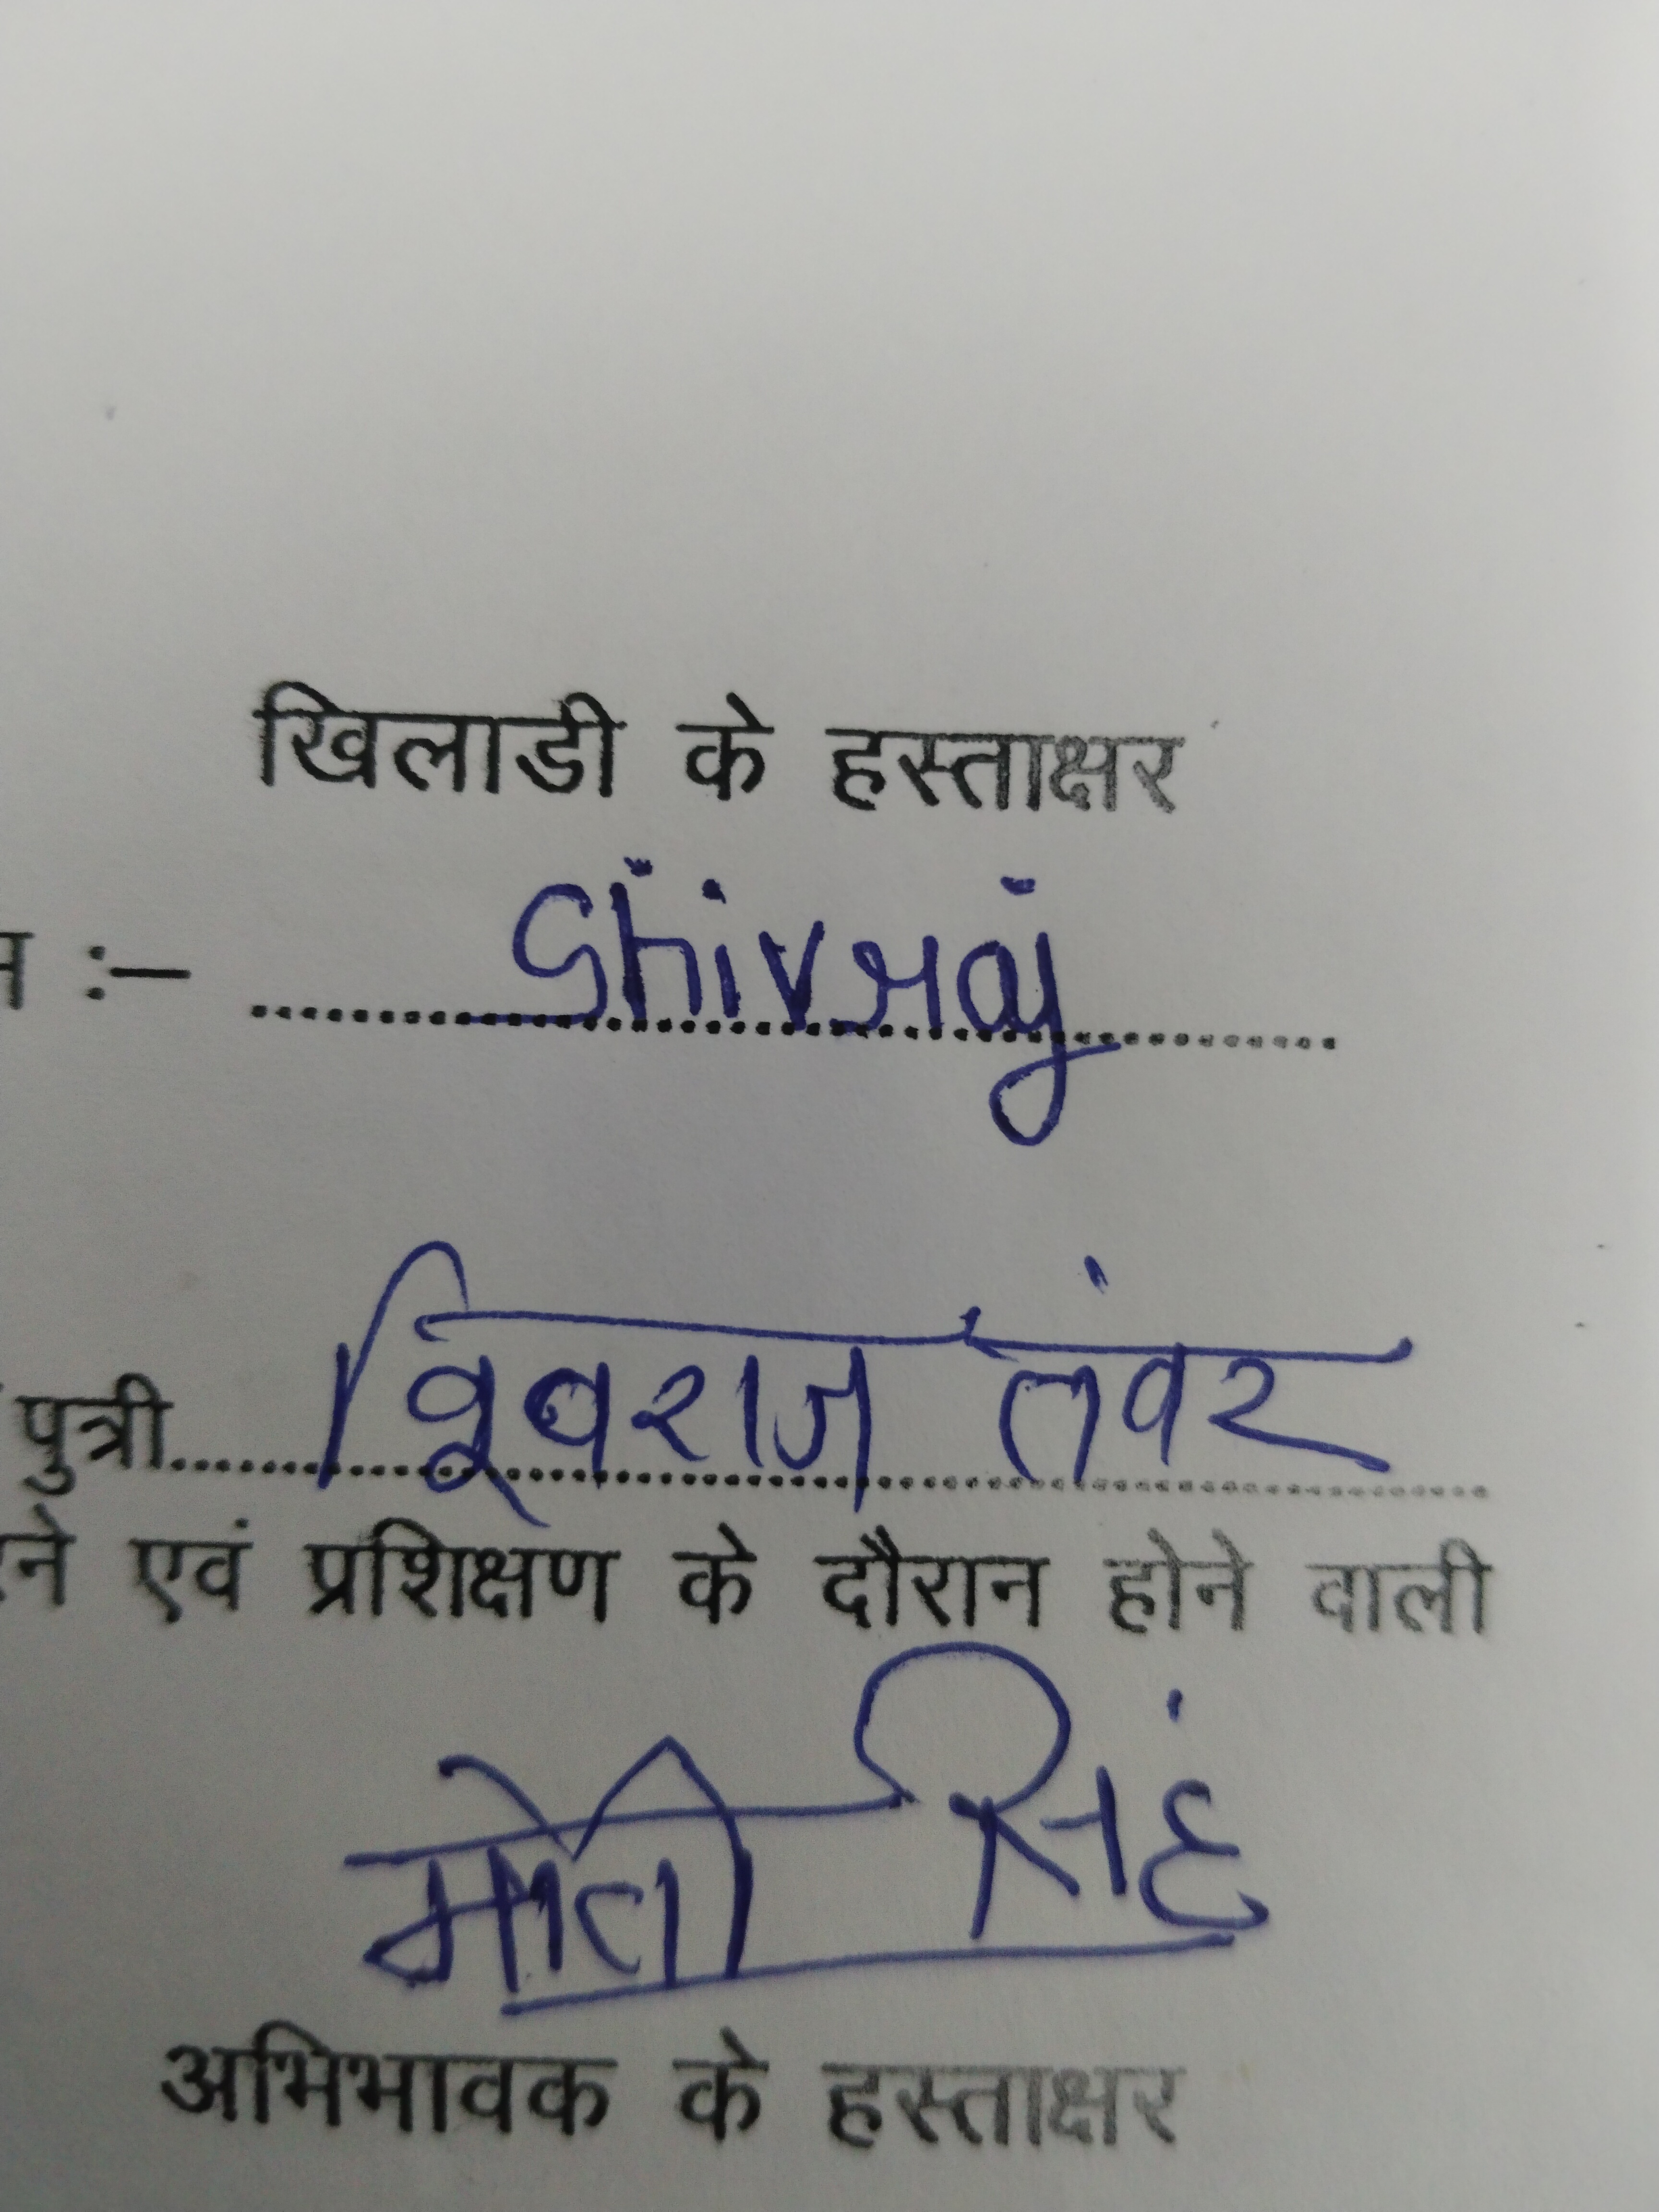 खिलाडी के हस्ताक्षर
:— Shivraj
पुत्री शिवराज तंवर
एवं प्रशिक्षण के दौरान होने वाली
मोती सिंह
अभिभावक के हस्ताक्षर